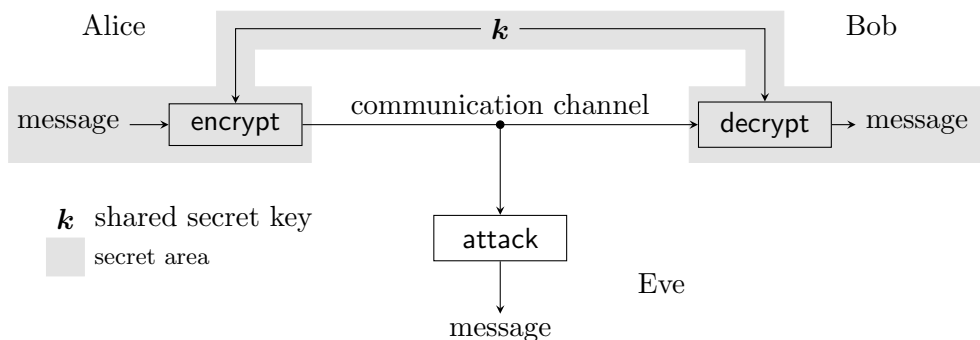 Alice
k
Bob
communication channel
message
encrypt
decrypt
message
k shared secret key
secret area
attack
Eve
message